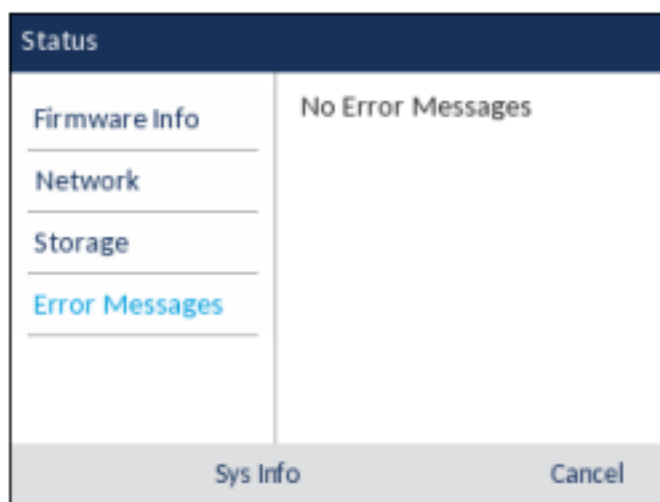 Status
Firmware Info
Network
Storage
Error Messages
No Error Messages
Sys Info
Cancel